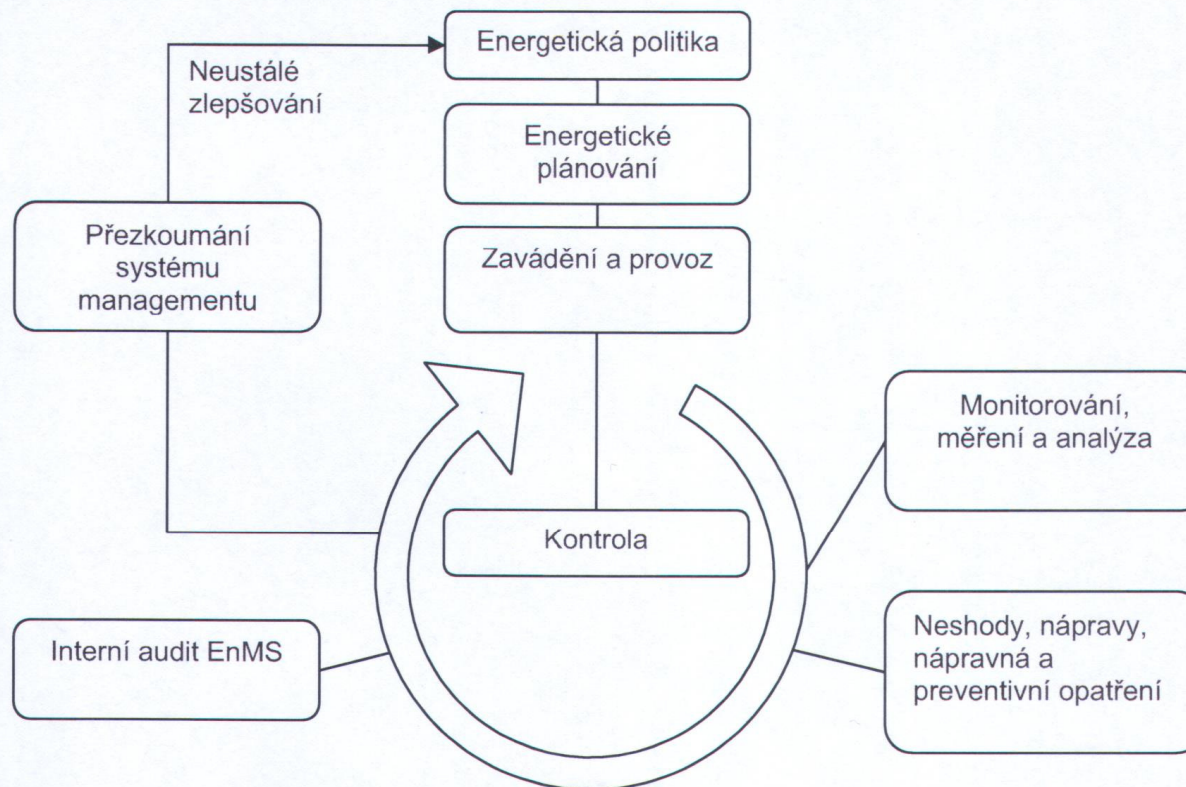 Energetická politika
Neustálé
zlepšování
Energetické
plánování
Přezkoumání
systému
managementu
Zavádění a provoz
Monitorování,
měření a analýza
Kontrola
Interní audit EnMS
Neshody, nápravy,
nápravná a
preventivní opatření